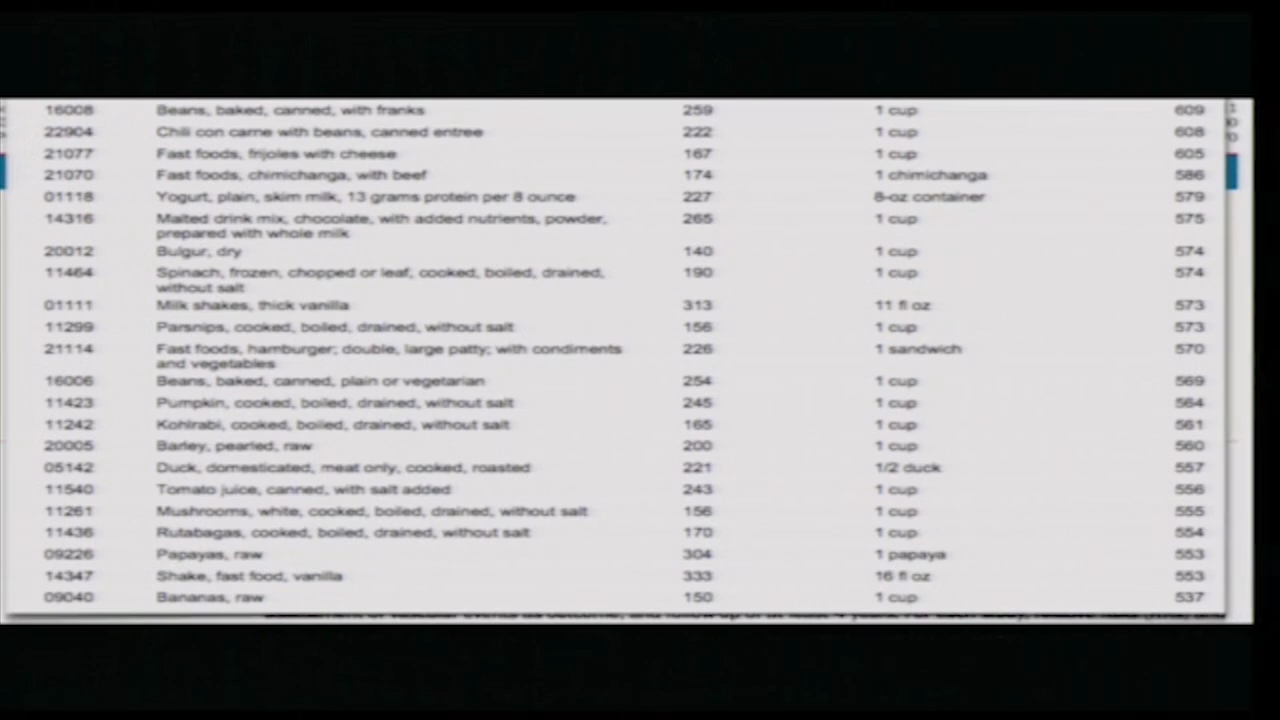 16008 Beans, baked, canned, with franks 259 1 cup 609
22904 Chili con carne with beans, canned entree 222 1 cup 608
21077 Fast foods, frijoles with cheese 167 1 cup 605
21070 Fast foods, chimichanga, with beef 174 1 chimichanga 586
01118 Yogurt, plain, skim milk, 13 grams protein per 8 ounce 227 8-oz container 579
14316 Malted drink mix, chocolate, with added nutrients, powder, 265 1 cup 575
prepared with whole milk
20012 Bulgur, dry 140 1 cup 574
11464 Spinach, frozen, chopped or leaf, cooked, boiled, drained, 190 1 cup 574
without salt
01111 Milk shakes, thick vanilla 313 11 fl oz 573
11299 Parsnips, cooked, boiled, drained, without salt 156 1 cup 573
21114 Fast foods, hamburger; double, large patty; with condiments 226 1 sandwich 570
and vegetables
16006 Beans, baked, canned, plain or vegetarian 254 1 cup 569
11423 Pumpkin, cooked, boiled, drained, without salt 245 1 cup 564
11242 Kohlrabi, cooked, boiled, drained, without salt 165 1 cup 561
20005 Barley, pearled, raw 200 1 cup 560
05142 Duck, domesticated, meat only, cooked, roasted 221 1/2 duck 557
11540 Tomato juice, canned, with salt added 243 1 cup 556
11261 Mushrooms, white, cooked, boiled, drained, without salt 156 1 cup 555
11436 Rutabagas, cooked, boiled, drained, without salt 170 1 cup 554
09226 Papayas, raw 304 1 papaya 553
14347 Shake, fast food, vanilla 333 16 fl oz 553
09040 Bananas, raw 150 1 cup 537